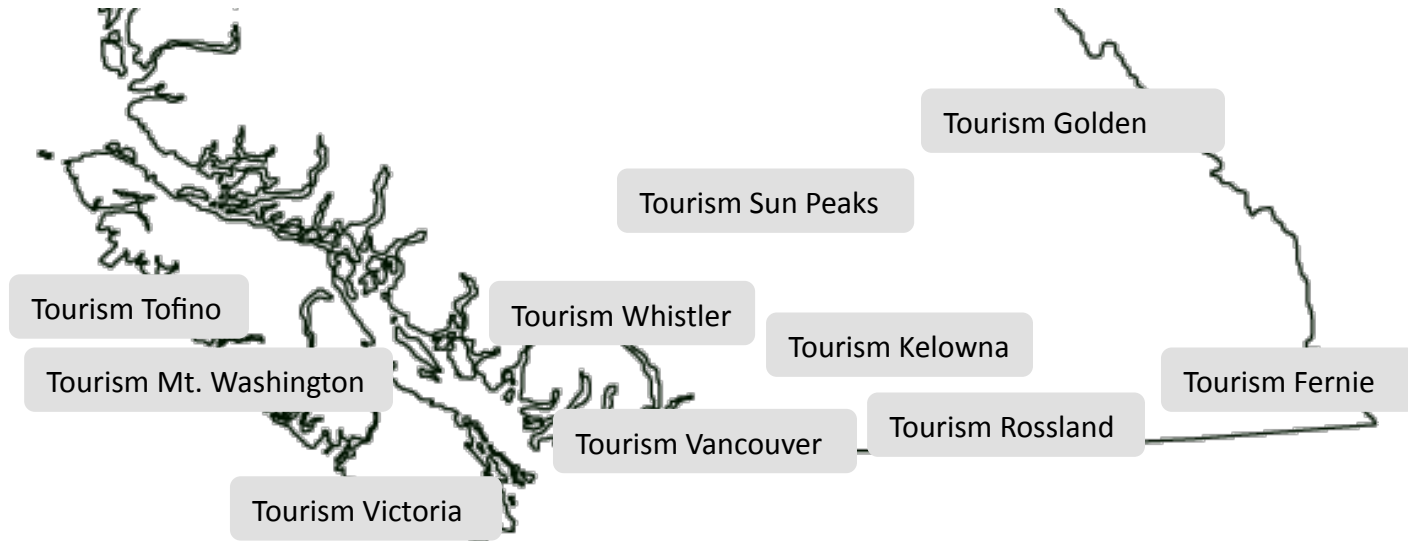 Tourism Golden
Tourism Sun Peaks
Tourism Tofino
Tourism Whistler
Tourism Kelowna
Tourism Mt. Washington
Tourism Fernie
Tourism Rossland
Tourism Vancouver
Tourism Victoria